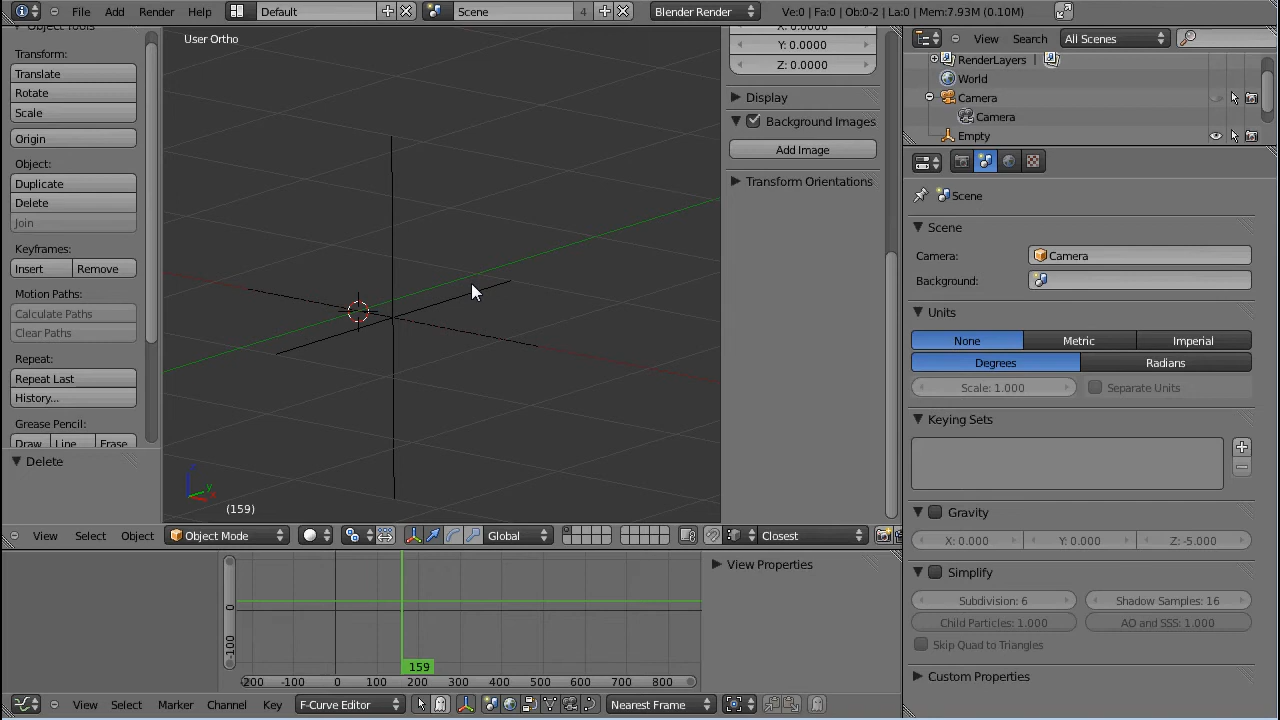 File Add Render Help Default Scene 4 Blender Render Ve:0 | Fa:0 | Ob:0-2 | La:0 | Mem:7.93M (0.10M)
Object Tools
Transform:
Translate
Rotate
Scale
Origin
Object:
Duplicate
Delete
Join
Keyframes:
Insert Remove
Motion Paths:
Calculate Paths
Clear Paths
Repeat:
Repeat Last
History...
Grease Pencil:
Draw Line Erase
Delete
User Ortho
z
y
x
(159)
X: 0.0000
Y: 0.0000
Z: 0.0000
Display
Background Images
Add Image
Transform Orientations
View Select Object Object Mode Global Closest
View Search All Scenes
RenderLayers |
World
Camera
Camera
Empty
Scene
Scene
Camera: Camera
Background:
Units
None Metric Imperial
Degrees Radians
Scale: 1.000 Separate Units
Keying Sets
Gravity
X: 0.000 Y: 0.000 Z: -5.000
Simplify
Subdivision: 6 Shadow Samples: 16
Child Particles: 1.000 AO and SSS: 1.000
Skip Quad to Triangles
Custom Properties
View Properties
0
-100
159
-200 -100 0 100 200 300 400 500 600 700 800
View Select Marker Channel Key F-Curve Editor Nearest Frame